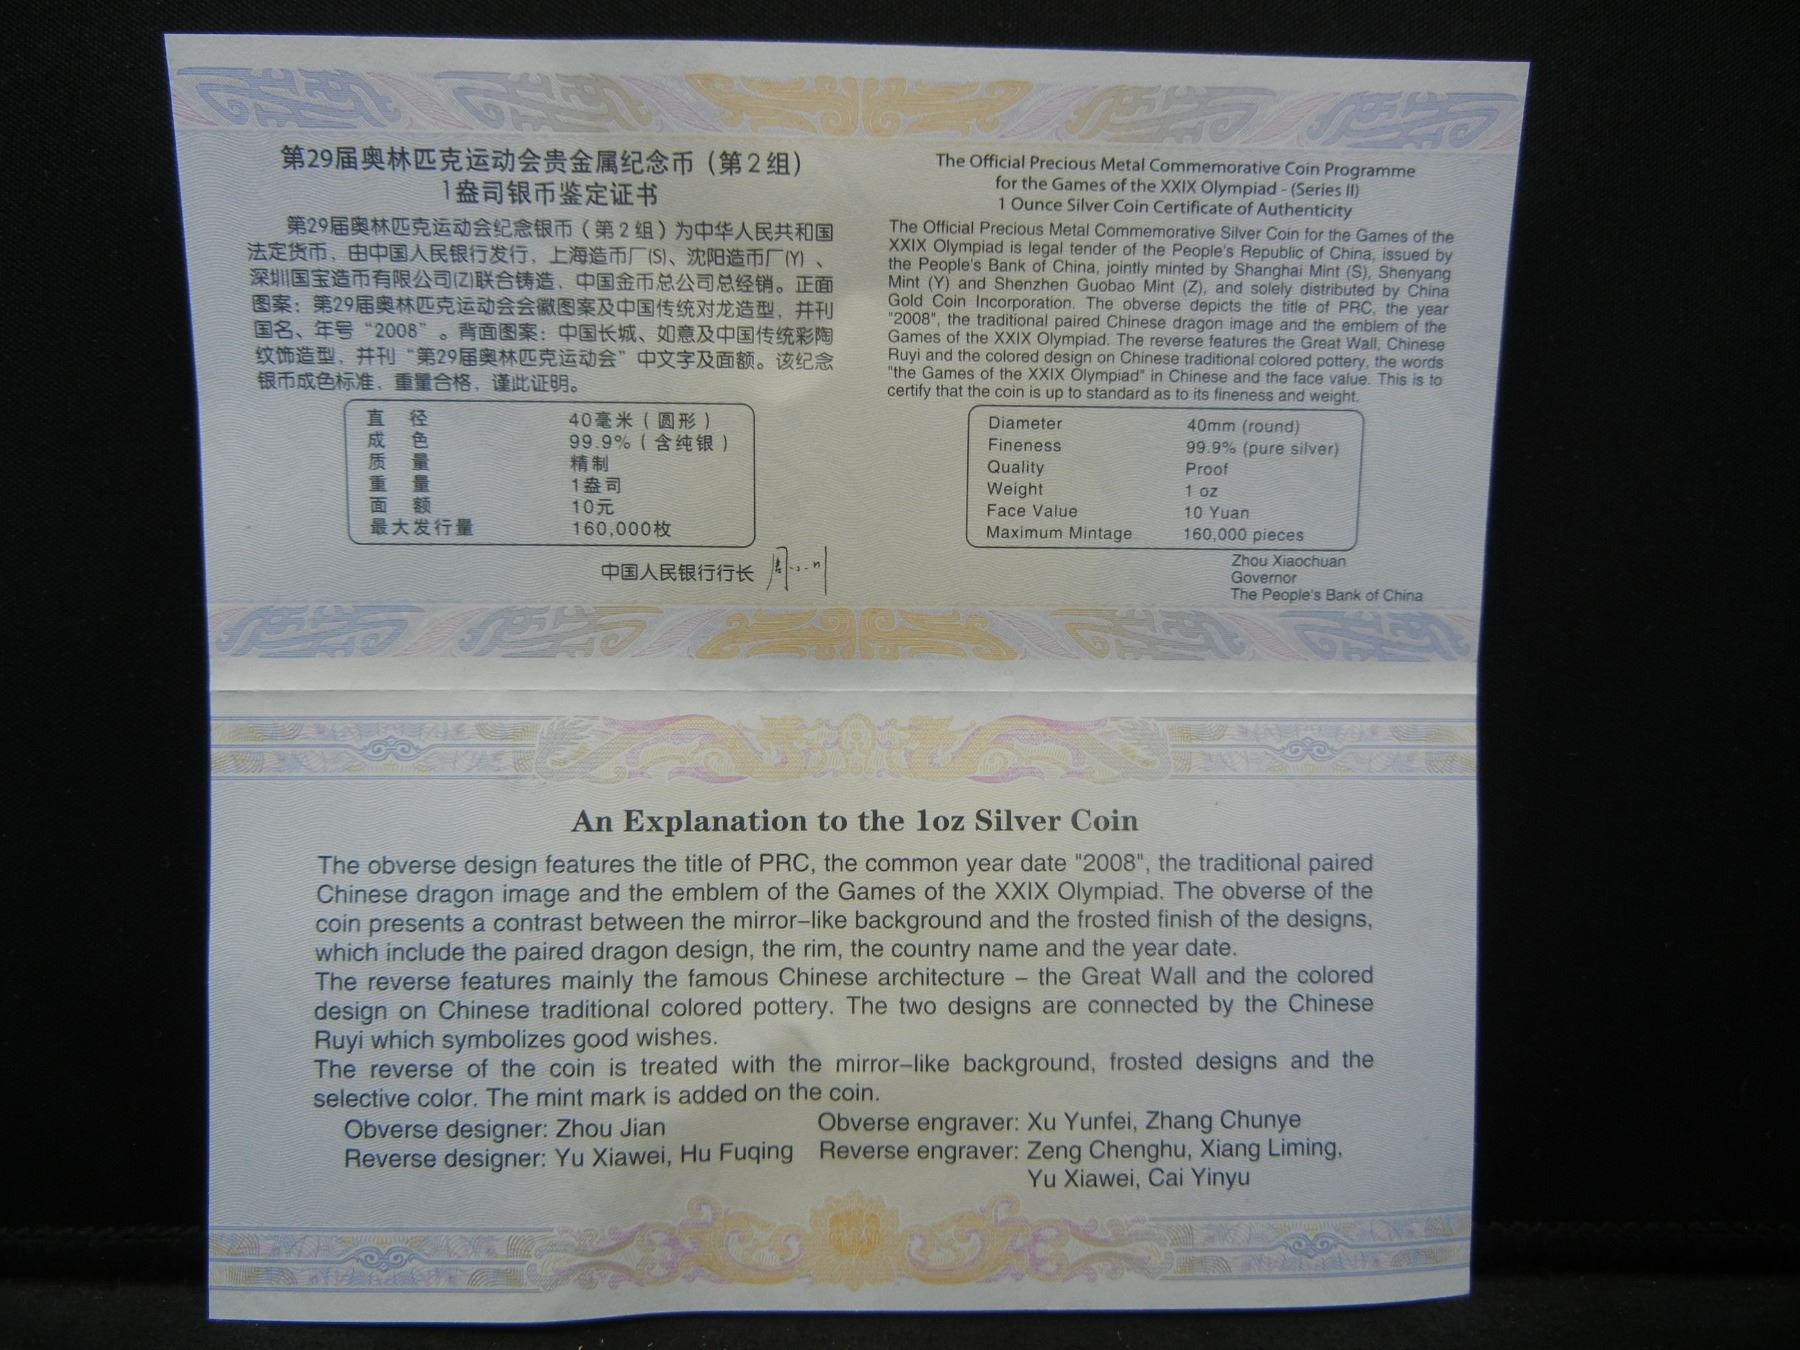 第29届奥林匹克运动会贵金属纪念币（第2组）
1盎司银币鉴定证书
第29届奥林匹克运动会纪念银币（第2组）为中华人民共和国
法定货币，由中国人民银行发行，上海造币厂(S)、沈阳造币厂(Y)、
深圳国宝造币有限公司(Z)联合铸造，中国金币总公司总经销。正面
图案：第29届奥林匹克运动会会徽图案及中国传统对龙造型，并刊
国名、年号“2008”。背面图案：中国长城、如意及中国传统彩陶
纹饰造型，并刊“第29届奥林匹克运动会”中文字及面额。该纪念
银币成色标准，重量合格，谨此证明。
直 径 40毫米（圆形）
成 色 99.9%（含纯银）
质 量 精制
重 量 1盎司
面 额 10元
最大发行量 160,000枚
中国人民银行行长 周小川
The Official Precious Metal Commemorative Coin Programme
for the Games of the XXIX Olympiad - (Series II)
1 Ounce Silver Coin Certificate of Authenticity
The Official Precious Metal Commemorative Silver Coin for the Games of the
XXIX Olympiad is legal tender of the People's Republic of China, issued by
the People's Bank of China, jointly minted by Shanghai Mint (S), Shenyang
Mint (Y) and Shenzhen Guobao Mint (Z), and solely distributed by China
Gold Coin Incorporation. The obverse depicts the title of PRC, the year
"2008", the traditional paired Chinese dragon image and the emblem of the
Games of the XXIX Olympiad. The reverse features the Great Wall, Chinese
Ruyi and the colored design on Chinese traditional colored pottery, the words
"the Games of the XXIX Olympiad" in Chinese and the face value. This is to
certify that the coin is up to standard as to its fineness and weight.
Diameter 40mm (round)
Fineness 99.9% (pure silver)
Quality Proof
Weight 1 oz
Face Value 10 Yuan
Maximum Mintage 160,000 pieces
Zhou Xiaochuan
Governor
The People's Bank of China
An Explanation to the 1oz Silver Coin
The obverse design features the title of PRC, the common year date "2008", the traditional paired
Chinese dragon image and the emblem of the Games of the XXIX Olympiad. The obverse of the
coin presents a contrast between the mirror–like background and the frosted finish of the designs,
which include the paired dragon design, the rim, the country name and the year date.
The reverse features mainly the famous Chinese architecture – the Great Wall and the colored
design on Chinese traditional colored pottery. The two designs are connected by the Chinese
Ruyi which symbolizes good wishes.
The reverse of the coin is treated with the mirror–like background, frosted designs and the
selective color. The mint mark is added on the coin.
Obverse designer: Zhou Jian Obverse engraver: Xu Yunfei, Zhang Chunye
Reverse designer: Yu Xiawei, Hu Fuqing Reverse engraver: Zeng Chenghu, Xiang Liming,
Yu Xiawei, Cai Yinyu